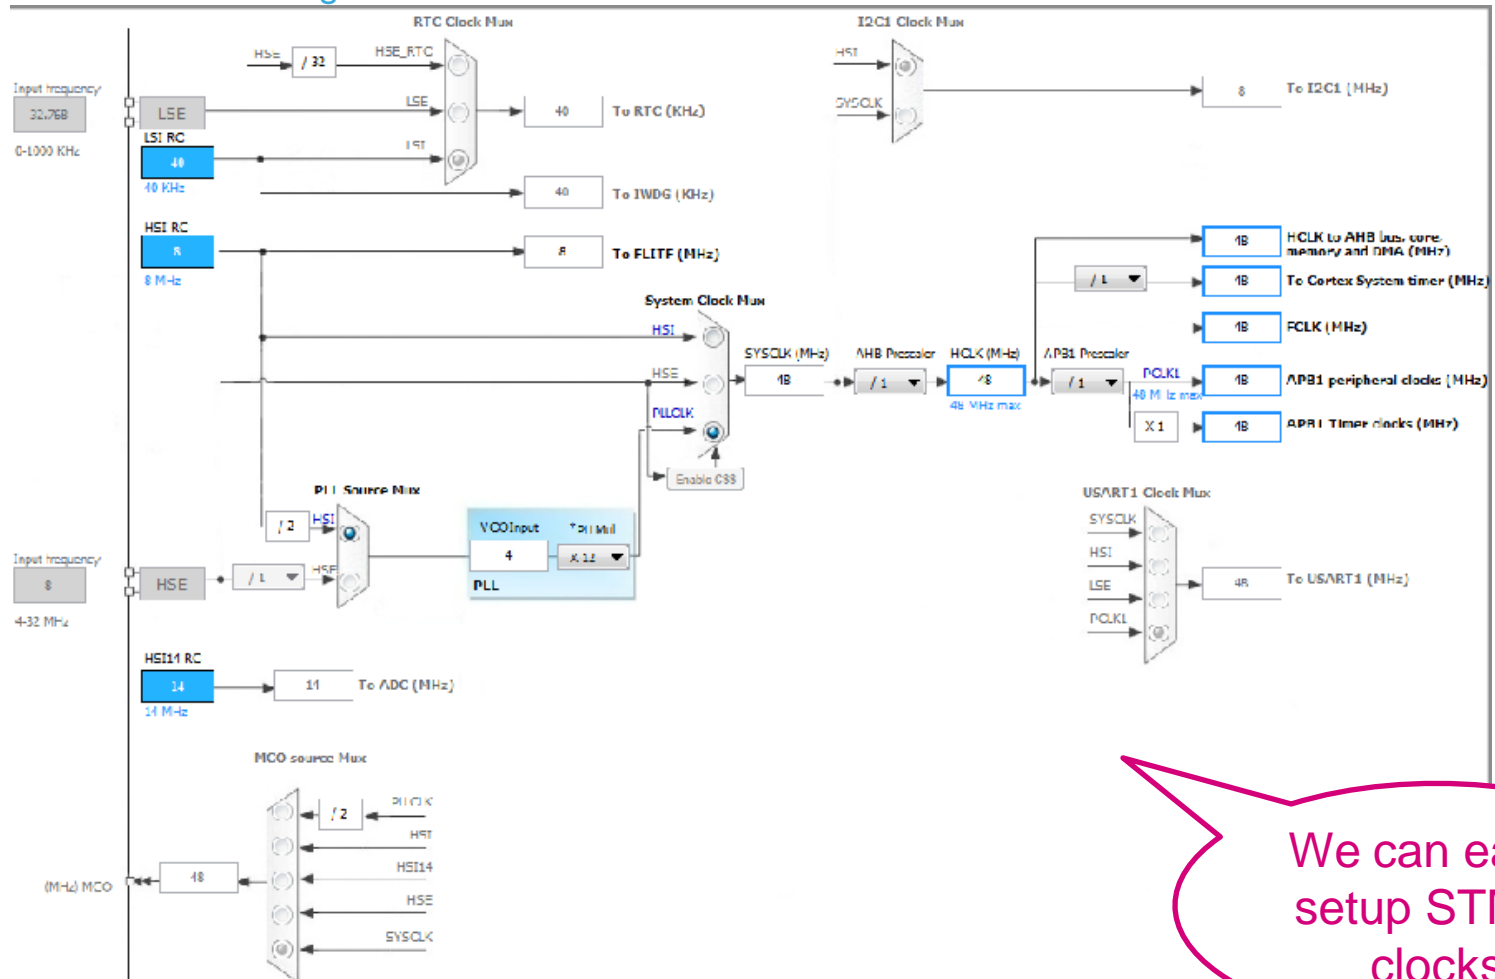 RTC Clock Mux
I2C1 Clock Mux
HSE
/ 32
HSE_RTC
HSI
Input frequency
32.768
LSE
LSE
40
To RTC (KHz)
SYSCLK
8
To I2C1 (MHz)
0-1000 KHz
LSI RC
40
40 KHz
LSI
40
To IWDG (KHz)
HSI RC
8
8 MHz
8
To FLITF (MHz)
48
HCLK to AHB bus, core,
memory and DMA (MHz)
/ 1
48
To Cortex System timer (MHz)
System Clock Mux
HSI
48
FCLK (MHz)
SYSCLK (MHz)
AHB Prescaler
HCLK (MHz)
APB1 Prescaler
HSE
48
/ 1
48
/ 1
PCLK1
48
APB1 peripheral clocks (MHz)
48 MHz max
48 MHz max
PLLCLK
X 1
48
APB1 Timer clocks (MHz)
Enable CSS
PLL Source Mux
USART1 Clock Mux
/ 2
HSI
VCOInput
*PLLMul
SYSCLK
4
X 12
HSI
PLL
Input frequency
8
HSE
/ 1
HSE
LSE
48
To USART1 (MHz)
4-32 MHz
PCLK1
HSI14 RC
14
14 MHz
14
To ADC (MHz)
MCO source Mux
/ 2
PLLCLK
HSI
HSI14
(MHz) MCO
48
HSE
SYSCLK
We can ea
setup STM
clocks